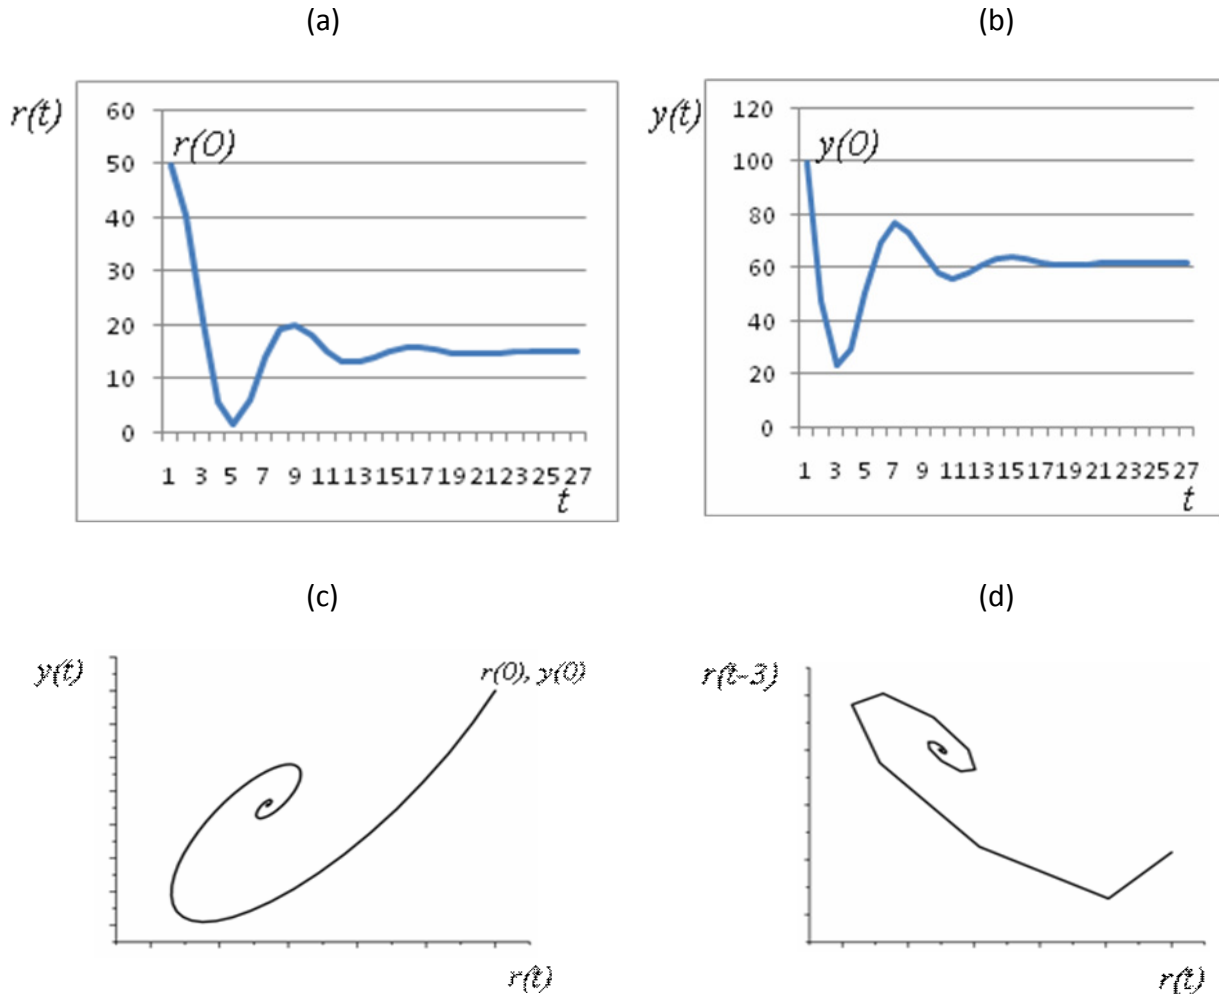 (a)
r(t)
60
50
40
30
20
10
0
r(0)
1 3 5 7 9 11 13 15 17 19 21 23 25 27
t
(b)
y(t)
120
100
80
60
40
20
0
y(0)
1 3 5 7 9 11 13 15 17 19 21 23 25 27
t
(c)
y(t)
r(0), y(0)
r(t)
(d)
r(t-3)
r(t)